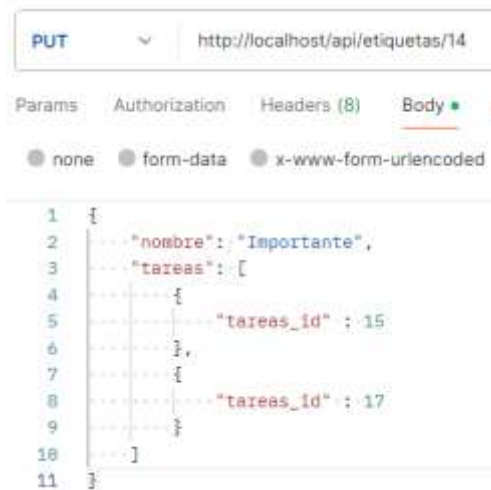 PUT http://localhost/api/etiquetas/14
Params Authorization Headers (8) Body
none form-data x-www-form-urlencoded
1 {
2 "nombre": "Importante",
3 "tareas": [
4 {
5 "tareas_id" : 15
6 },
7 {
8 "tareas_id" : 17
9 }
10 ]
11 }